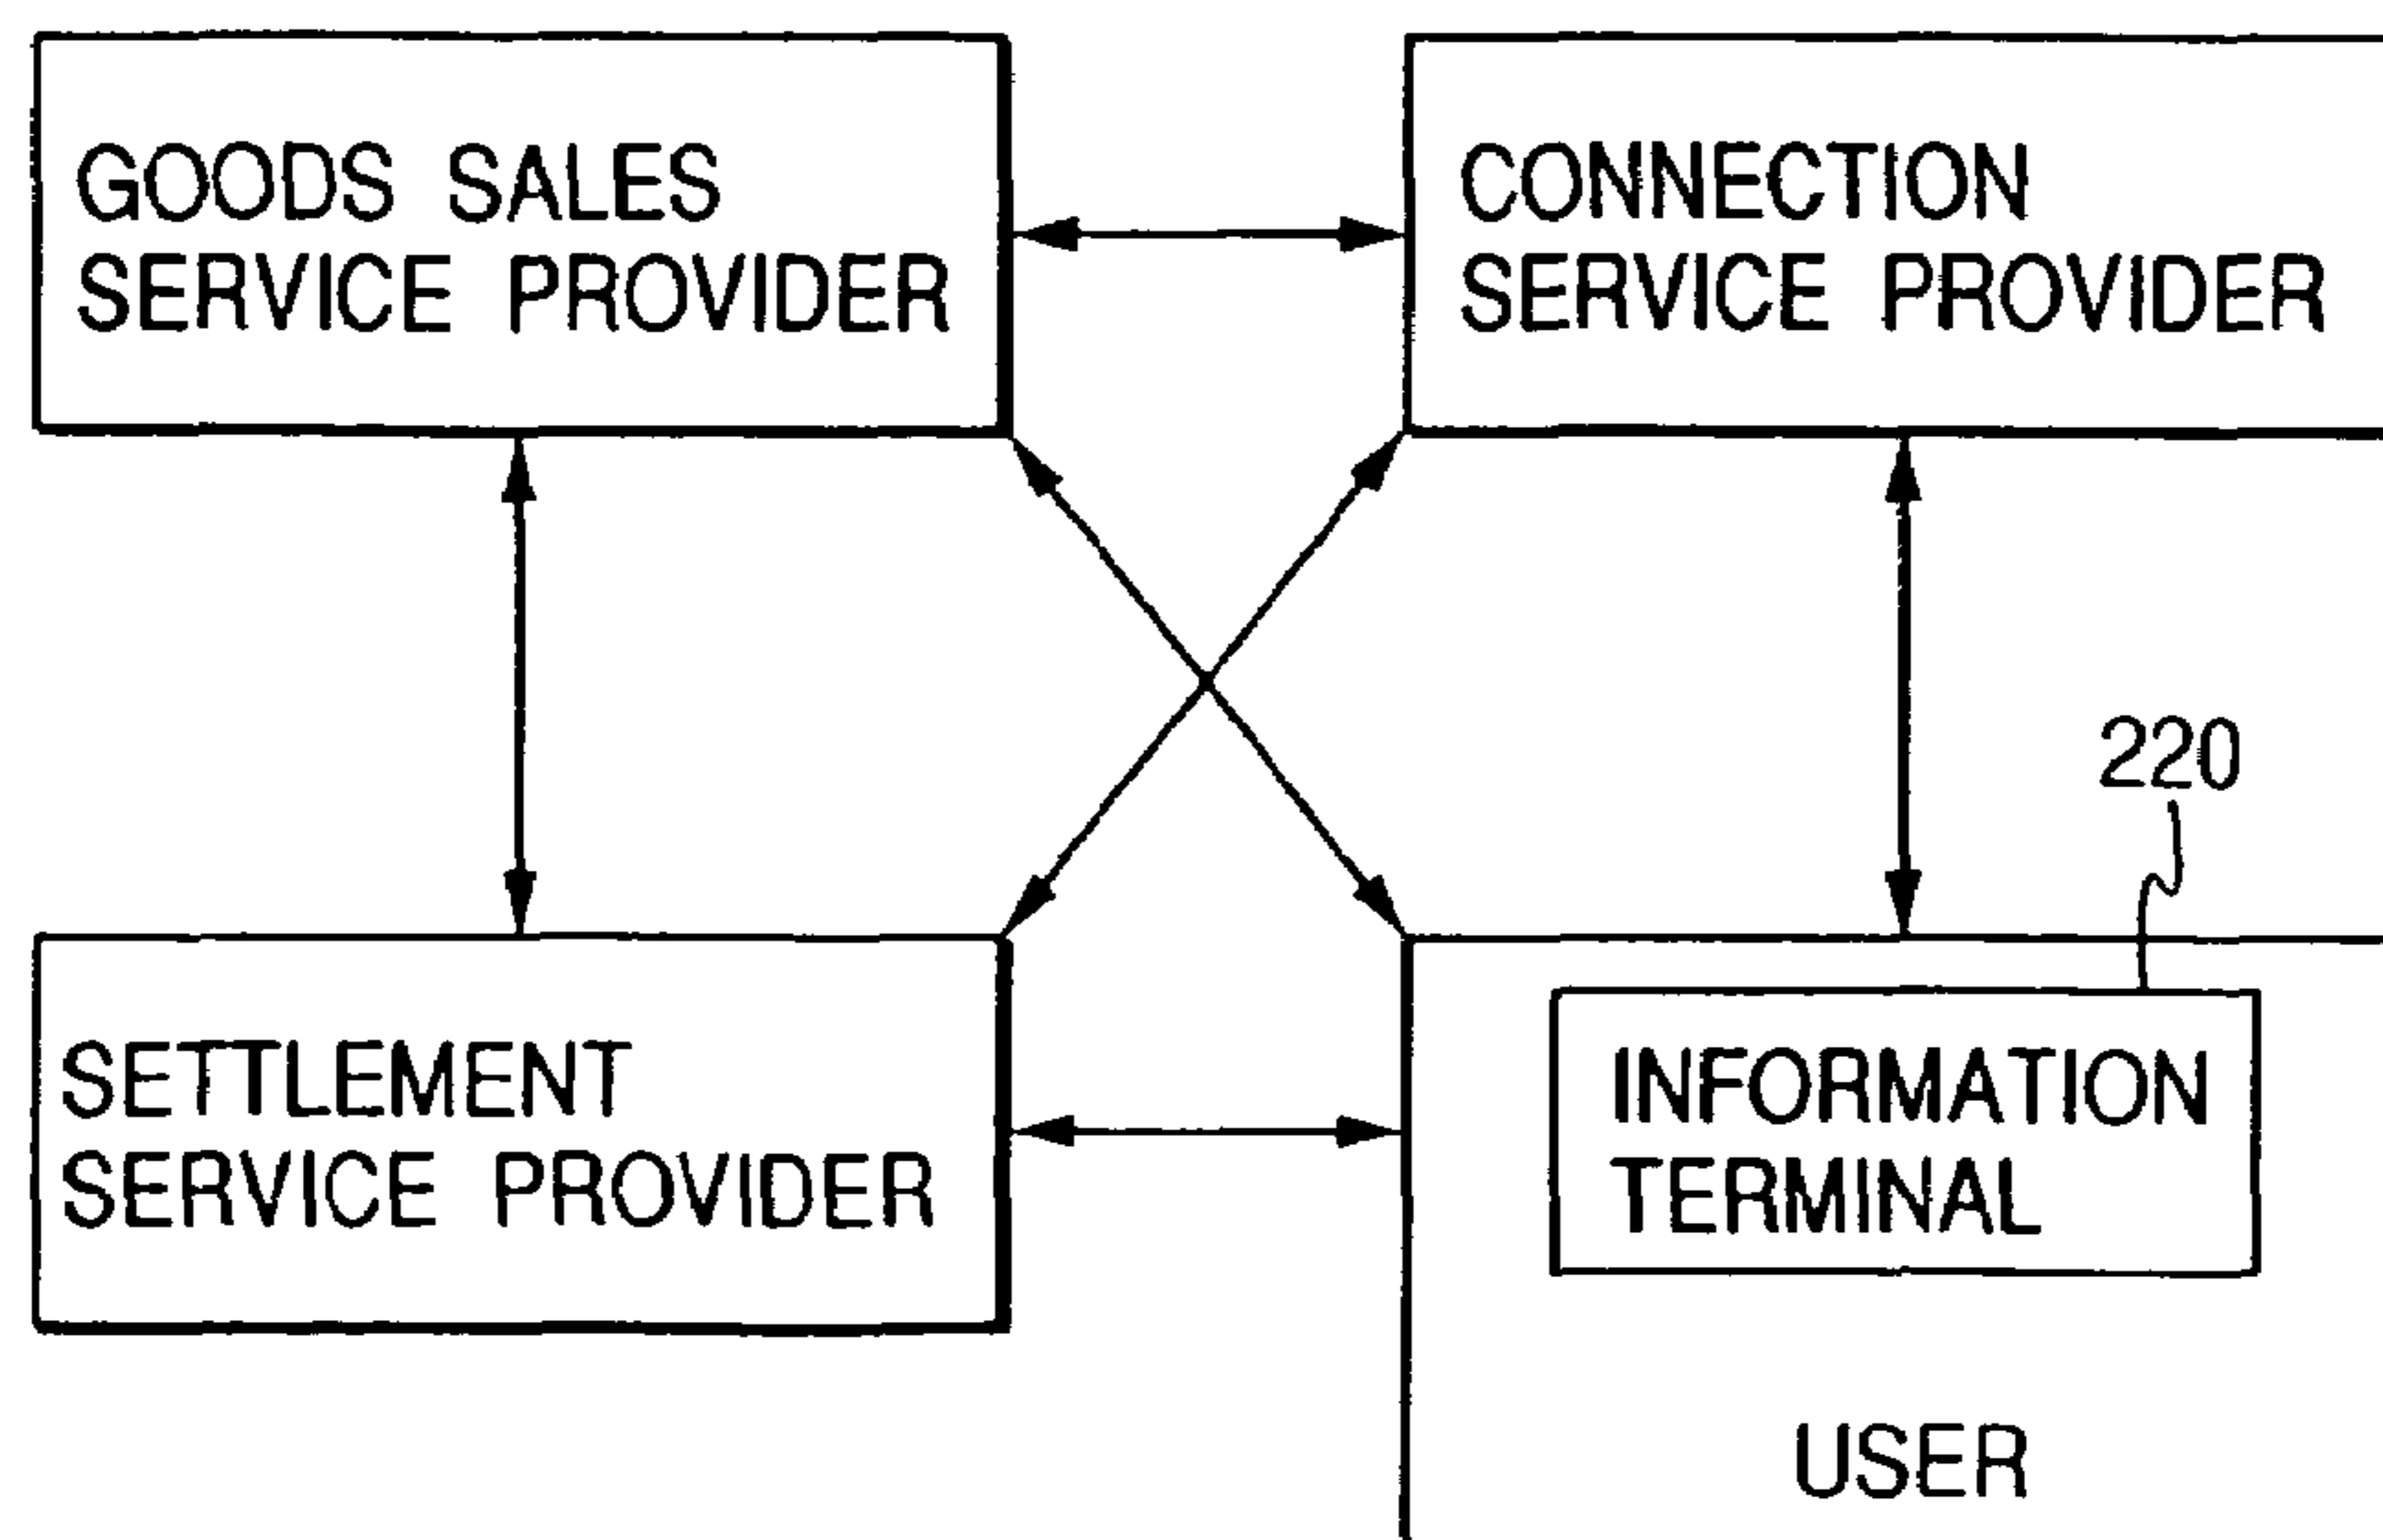 GOODS SALES
SERVICE PROVIDER
CONNECTION
SERVICE PROVIDER
220
SETTLEMENT
SERVICE PROVIDER
INFORMATION
TERMINAL
USER